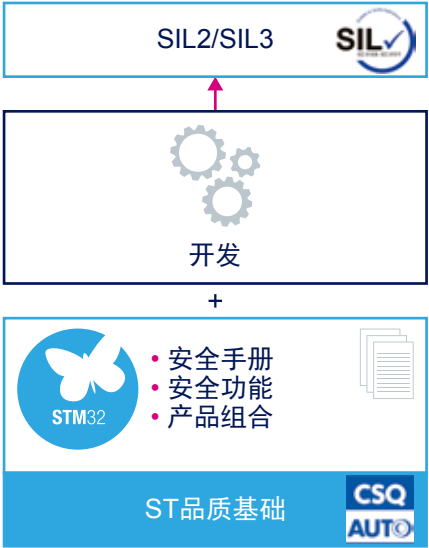 SIL2/SIL3
SIL
开发
+
• 安全手册
• 安全功能
• 产品组合
STM32
ST品质基础
CSQ
AUTO